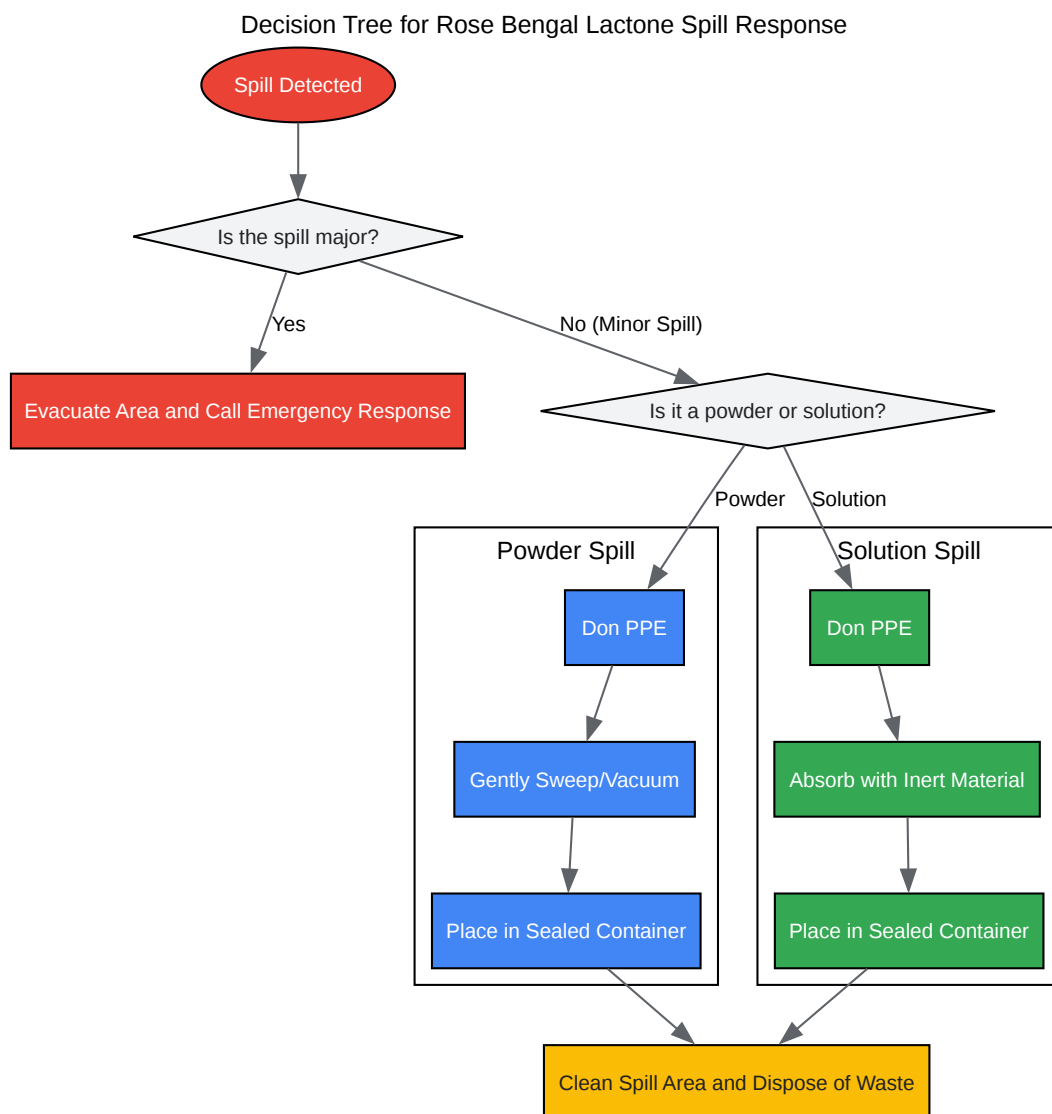 Decision Tree for Rose Bengal Lactone Spill Response
Spill Detected
Is the spill major?
Yes
No (Minor Spill)
Evacuate Area and Call Emergency Response
Is it a powder or solution?
Powder
Solution
Powder Spill
Solution Spill
Don PPE
Don PPE
Gently Sweep/Vacuum
Absorb with Inert Material
Place in Sealed Container
Place in Sealed Container
Clean Spill Area and Dispose of Waste